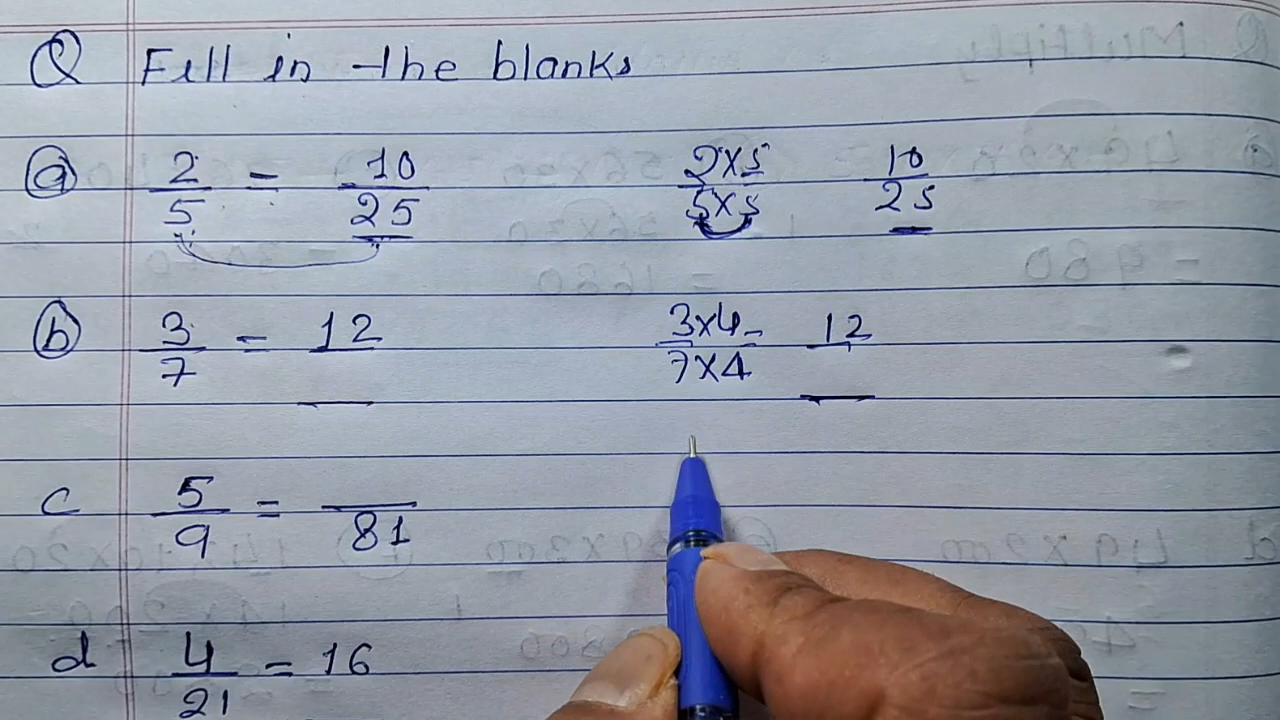 Q Fill in the blanks
a 2/5 = 10/25 2×5/5×5 10/25
b 3/7 = 12/ 3×4/7×4 = 12/
c 5/9 = /81
d 4/21 = 16